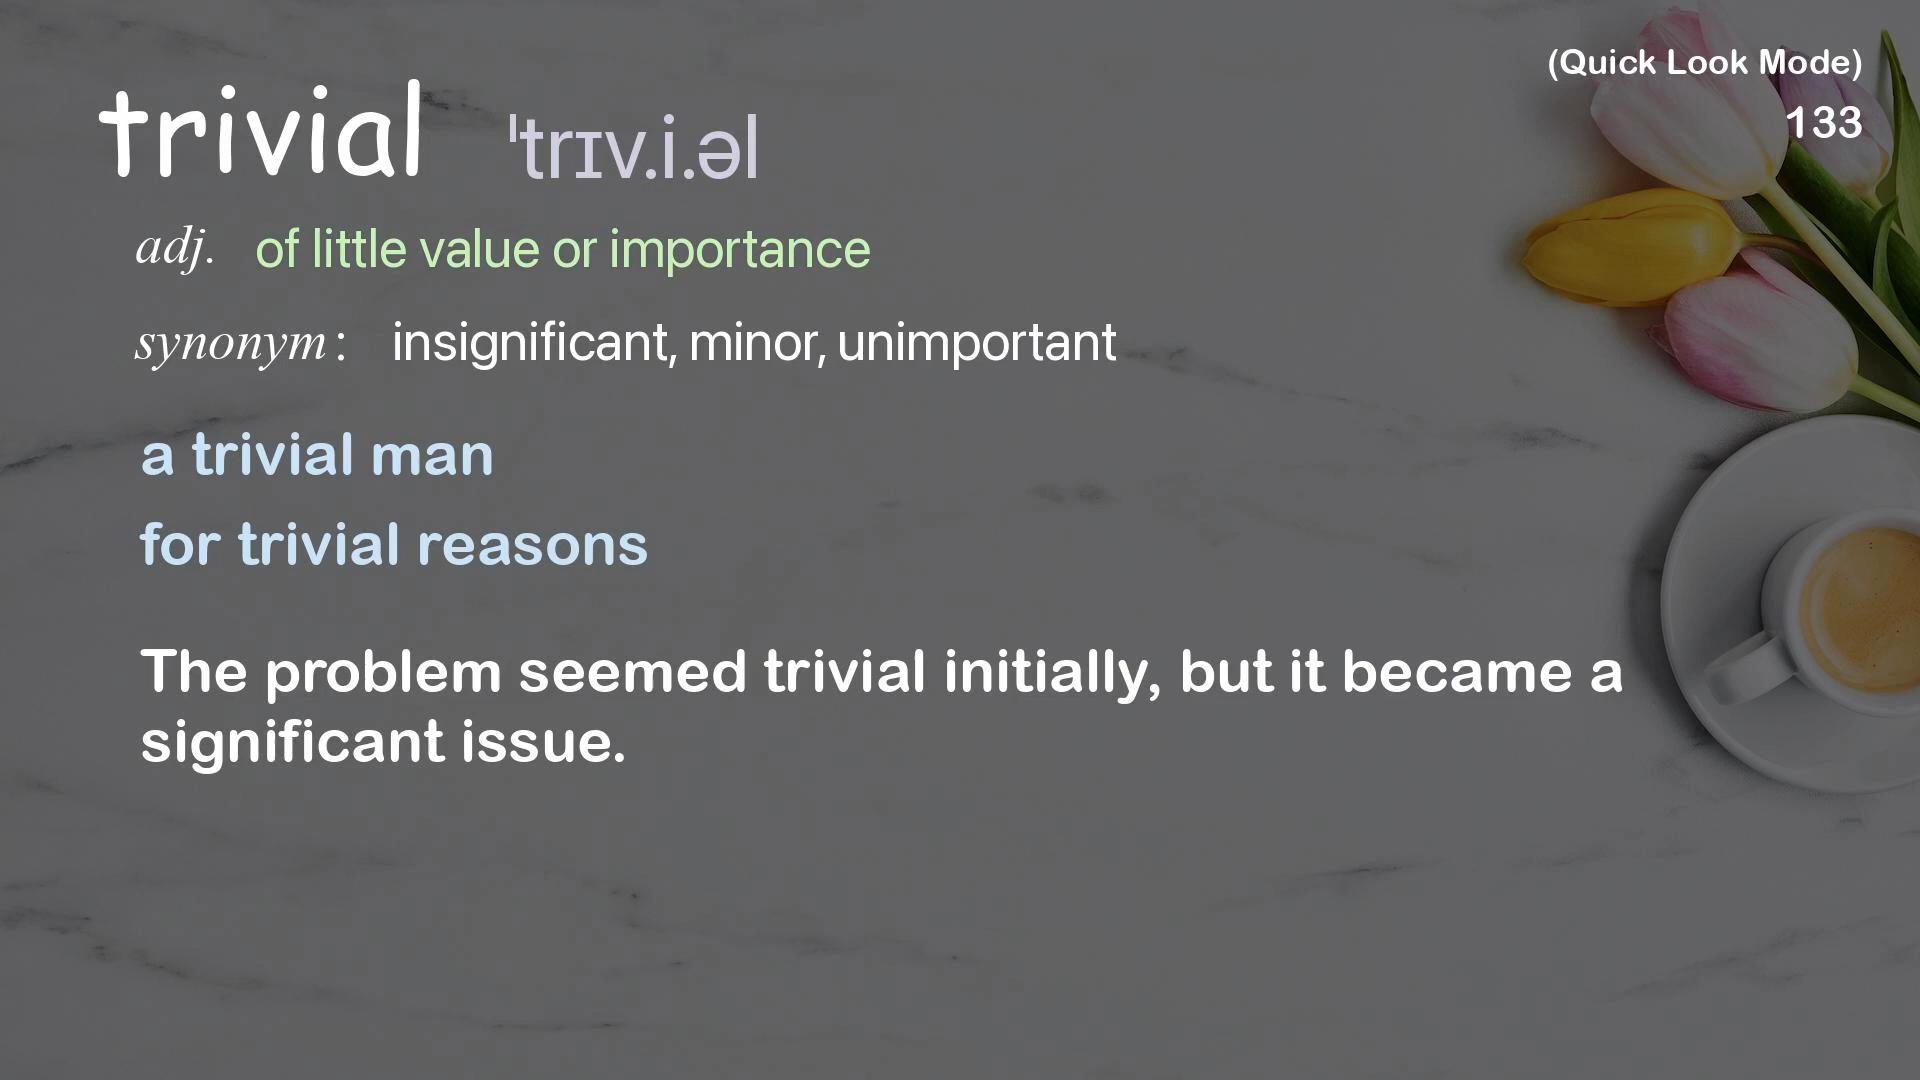 (Quick Look Mode)
133
trivial ˈtrɪv.i.əl
adj. of little value or importance
synonym: insignificant, minor, unimportant
a trivial man
for trivial reasons
The problem seemed trivial initially, but it became a
significant issue.